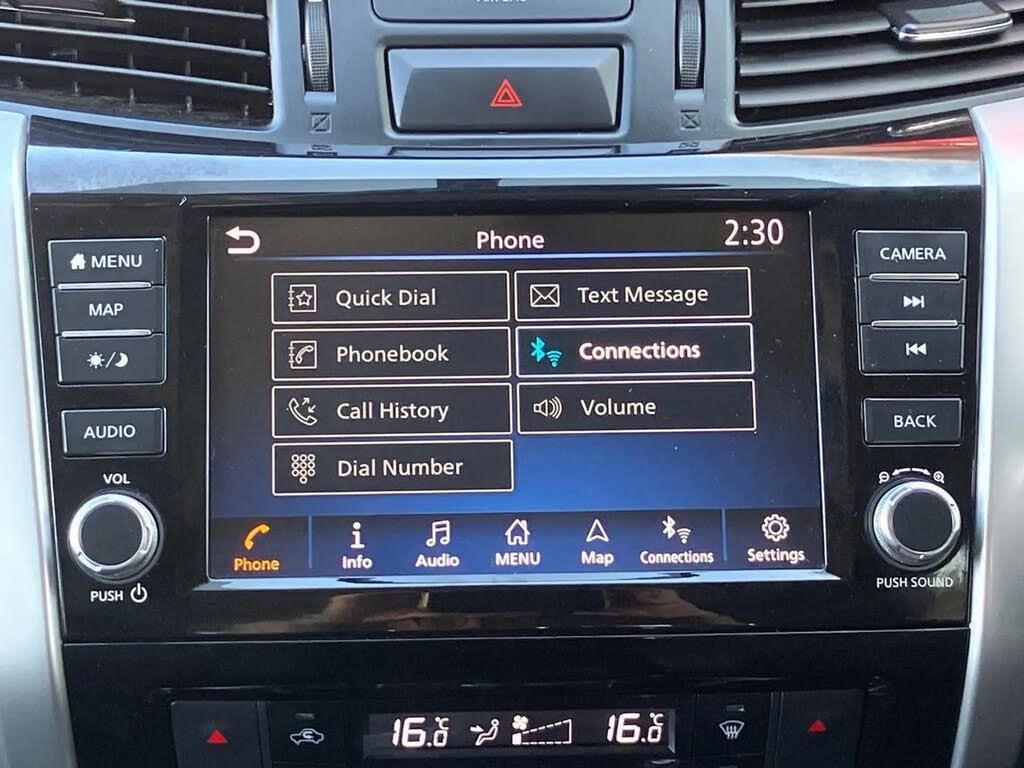 Phone
2:30
MENU
MAP
AUDIO
VOL
PUSH
Quick Dial
Text Message
Phonebook
Connections
Call History
Volume
Dial Number
Phone
Info
Audio
MENU
Map
Connections
Settings
CAMERA
BACK
PUSH SOUND
16.0°C
16.0°C